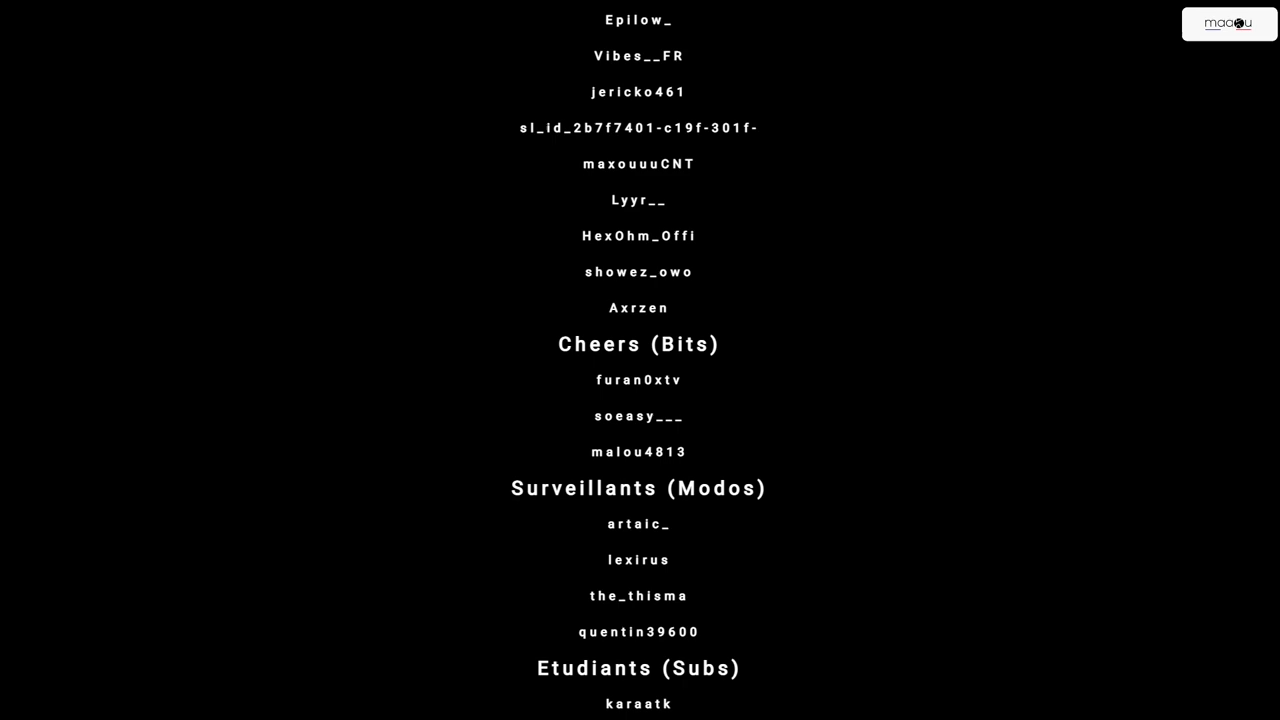 Epilow_
Vibes__FR
jericko461
sl_id_2b7f7401-c19f-301f-
maxouuuCNT
Lyyr__
HexOhm_Offi
showez_owo
Axrzen
Cheers (Bits)
furan0xtv
soeasy___
malou4813
Surveillants (Modos)
artaic_
lexirus
the_thisma
quentin39600
Etudiants (Subs)
karaatk